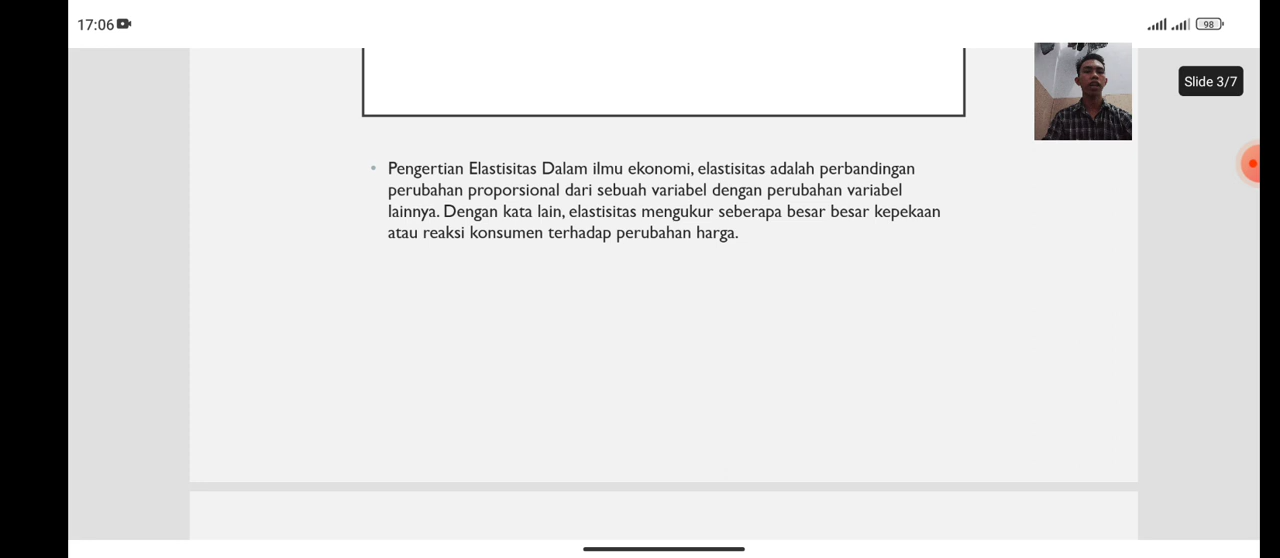 17:06
98
Slide 3/7
• Pengertian Elastisitas Dalam ilmu ekonomi, elastisitas adalah perbandingan
perubahan proporsional dari sebuah variabel dengan perubahan variabel
lainnya. Dengan kata lain, elastisitas mengukur seberapa besar besar kepekaan
atau reaksi konsumen terhadap perubahan harga.